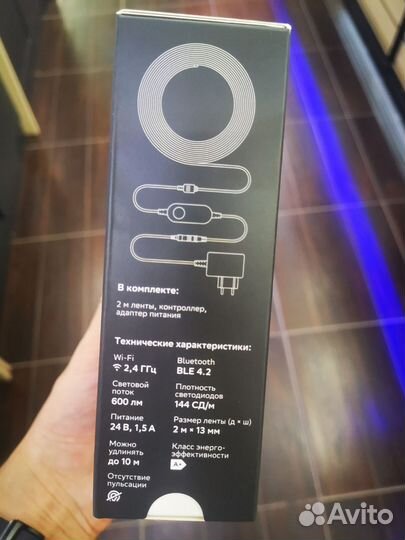 В комплекте:
2 м ленты, контроллер,
адаптер питания
Технические характеристики:
Wi-Fi
2,4 ГГц
Bluetooth
BLE 4.2
Световой
поток
600 лм
Плотность
светодиодов
144 СД/м
Питание
24 В, 1,5 А
Размер ленты (д × ш)
2 м × 13 мм
Можно
удлинять
до 10 м
Класс энерго-
эффективности
A+
Отсутствие
пульсации
Avito